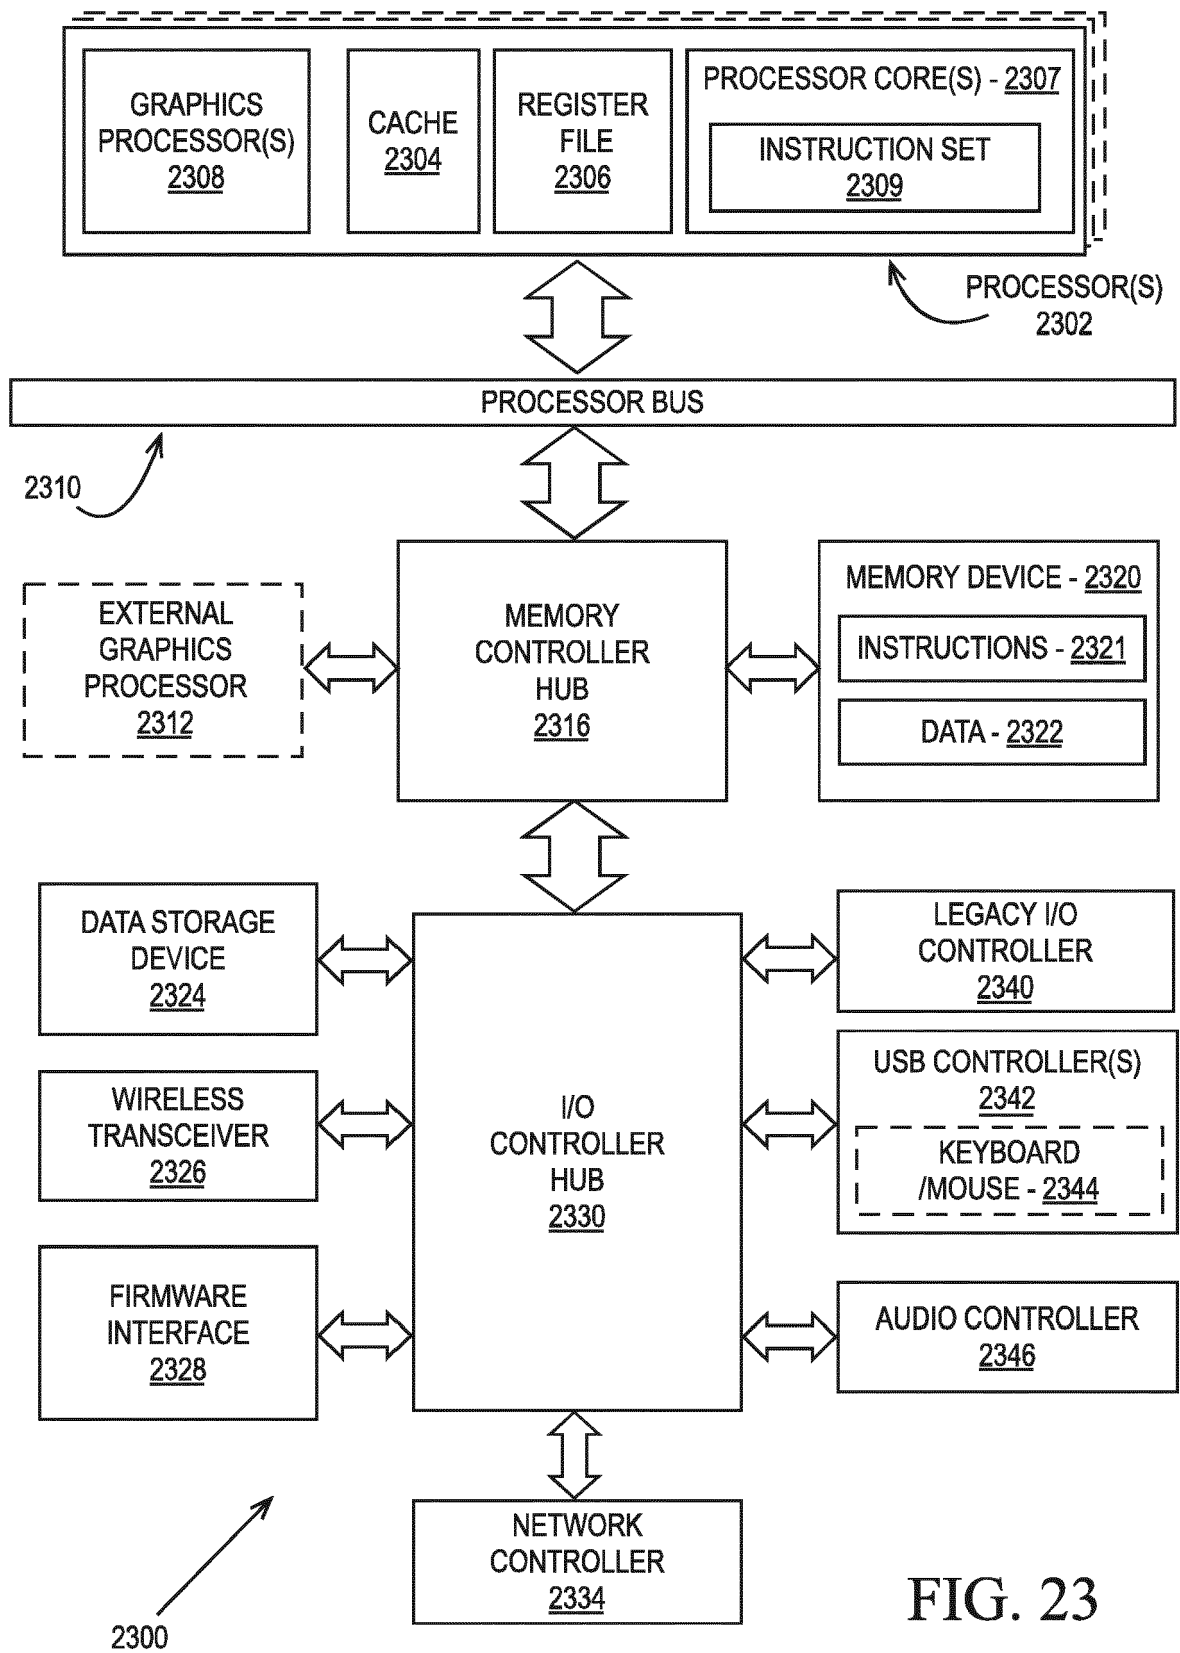 GRAPHICS
PROCESSOR(S)
2308
CACHE
2304
REGISTER
FILE
2306
PROCESSOR CORE(S) - 2307
INSTRUCTION SET
2309
PROCESSOR(S)
2302
PROCESSOR BUS
2310
EXTERNAL
GRAPHICS
PROCESSOR
2312
MEMORY
CONTROLLER
HUB
2316
MEMORY DEVICE - 2320
INSTRUCTIONS - 2321
DATA - 2322
DATA STORAGE
DEVICE
2324
WIRELESS
TRANSCEIVER
2326
FIRMWARE
INTERFACE
2328
I/O
CONTROLLER
HUB
2330
LEGACY I/O
CONTROLLER
2340
USB CONTROLLER(S)
2342
KEYBOARD
/MOUSE - 2344
AUDIO CONTROLLER
2346
NETWORK
CONTROLLER
2334
2300
FIG. 23